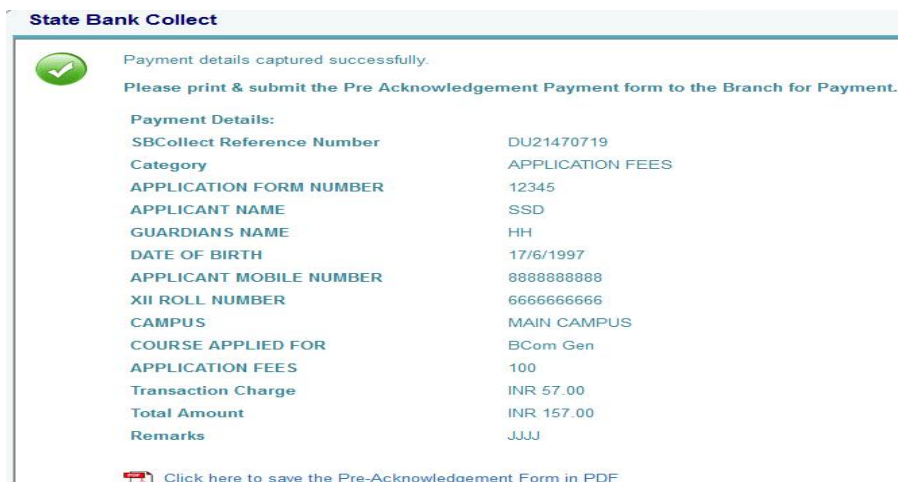 State Bank Collect
Payment details captured successfully.
Please print & submit the Pre Acknowledgement Payment form to the Branch for Payment.
Payment Details:
SBCollect Reference Number DU21470719
Category APPLICATION FEES
APPLICATION FORM NUMBER 12345
APPLICANT NAME SSD
GUARDIANS NAME HH
DATE OF BIRTH 17/6/1997
APPLICANT MOBILE NUMBER 8888888888
XII ROLL NUMBER 6666666666
CAMPUS MAIN CAMPUS
COURSE APPLIED FOR BCom Gen
APPLICATION FEES 100
Transaction Charge INR 57.00
Total Amount INR 157.00
Remarks JJJJ
PDF Click here to save the Pre-Acknowledgement Form in PDF